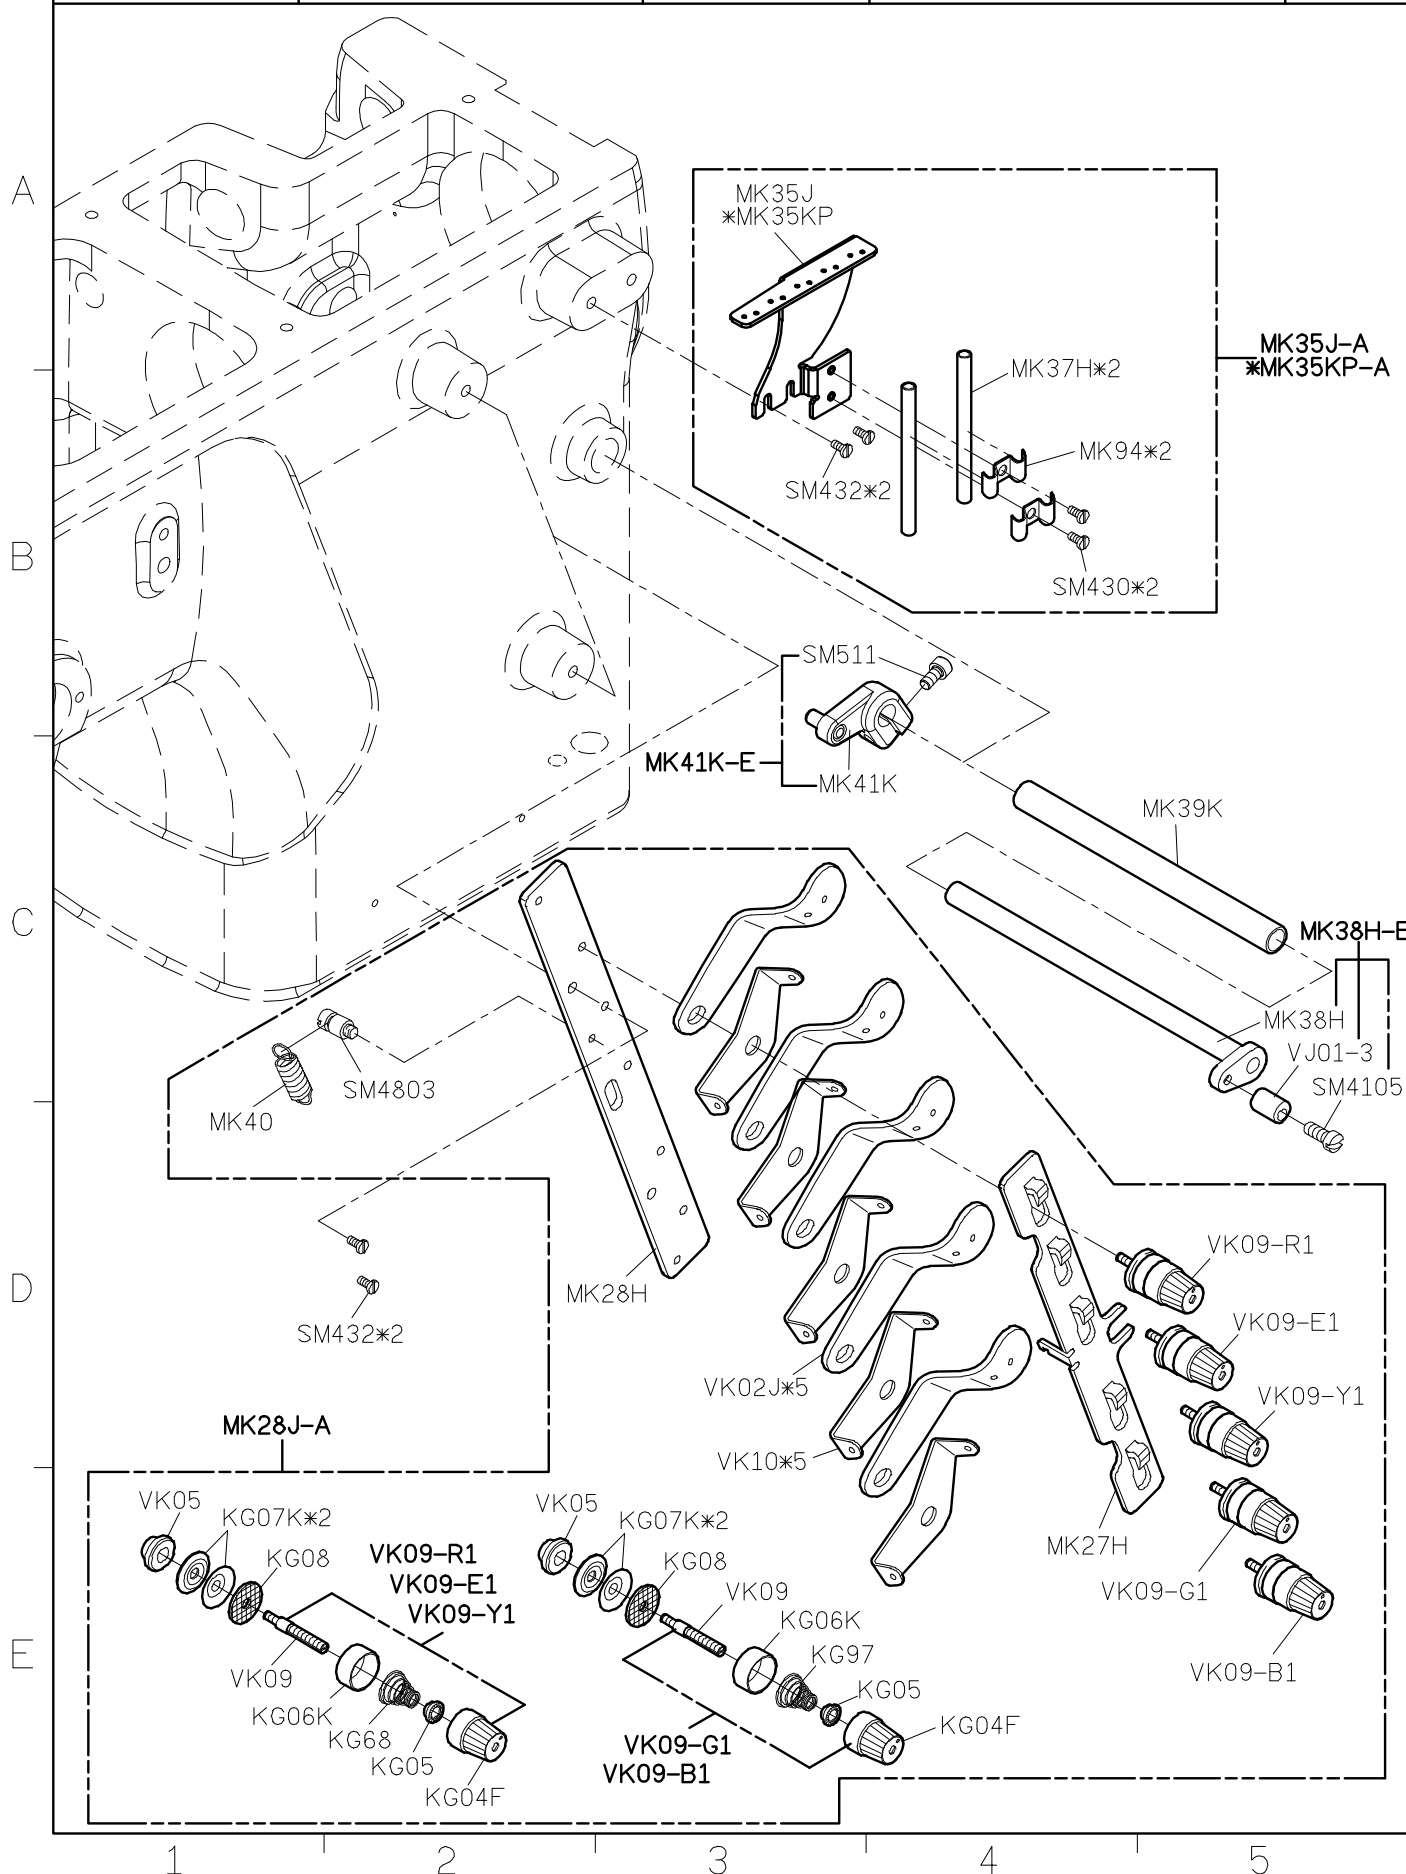 A
MK35J
*MK35KP
MK35J-A
*MK35KP-A
MK37H*2
MK94*2
SM432*2
B
SM430*2
SM511
MK41K-E
MK41K
MK39K
C
MK38H-E
MK38H
VJ01-3
SM4105
SM4803
MK40
VK09-R1
D
MK28H
VK09-E1
SM432*2
VK02J*5
VK09-Y1
MK28J-A
VK10*5
VK05
KG07K*2
KG08
VK09-R1
VK09-E1
VK09-Y1
VK05
KG07K*2
KG08
VK09
KG06K
KG97
KG05
KG04F
MK27H
VK09-G1
VK09-B1
E
VK09
KG06K
KG68
KG05
KG04F
VK09-G1
VK09-B1
1
2
3
4
5